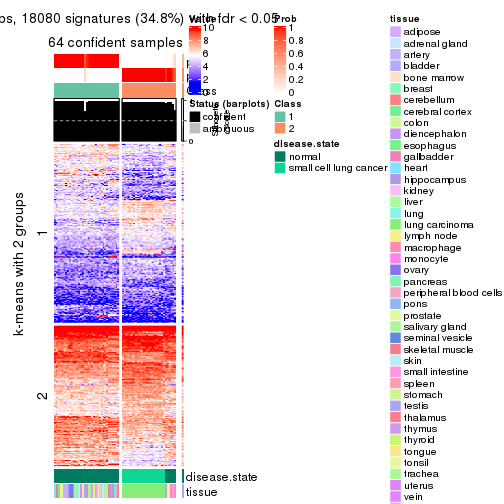 ps, 18080 signatures (34.8%) with fdr < 0.05
64 confident samples
k-means with 2 groups
1
2
disease.state
tissue
Value
10
8
6
4
2
0
Prob
1
0.8
0.6
0.4
0.2
0
Status (barplots)
confident
ambiguous
Class
1
2
disease.state
normal
small cell lung cancer
tissue
adipose
adrenal gland
artery
bladder
bone marrow
breast
cerebellum
cerebral cortex
colon
diencephalon
esophagus
gallbadder
heart
hippocampus
kidney
liver
lung
lung carcinoma
lymph node
macrophage
monocyte
ovary
pancreas
peripheral blood cells
pons
prostate
salivary gland
seminal vesicle
skeletal muscle
skin
small intestine
spleen
stomach
testis
thalamus
thymus
thyroid
tongue
tonsil
trachea
uterus
vein